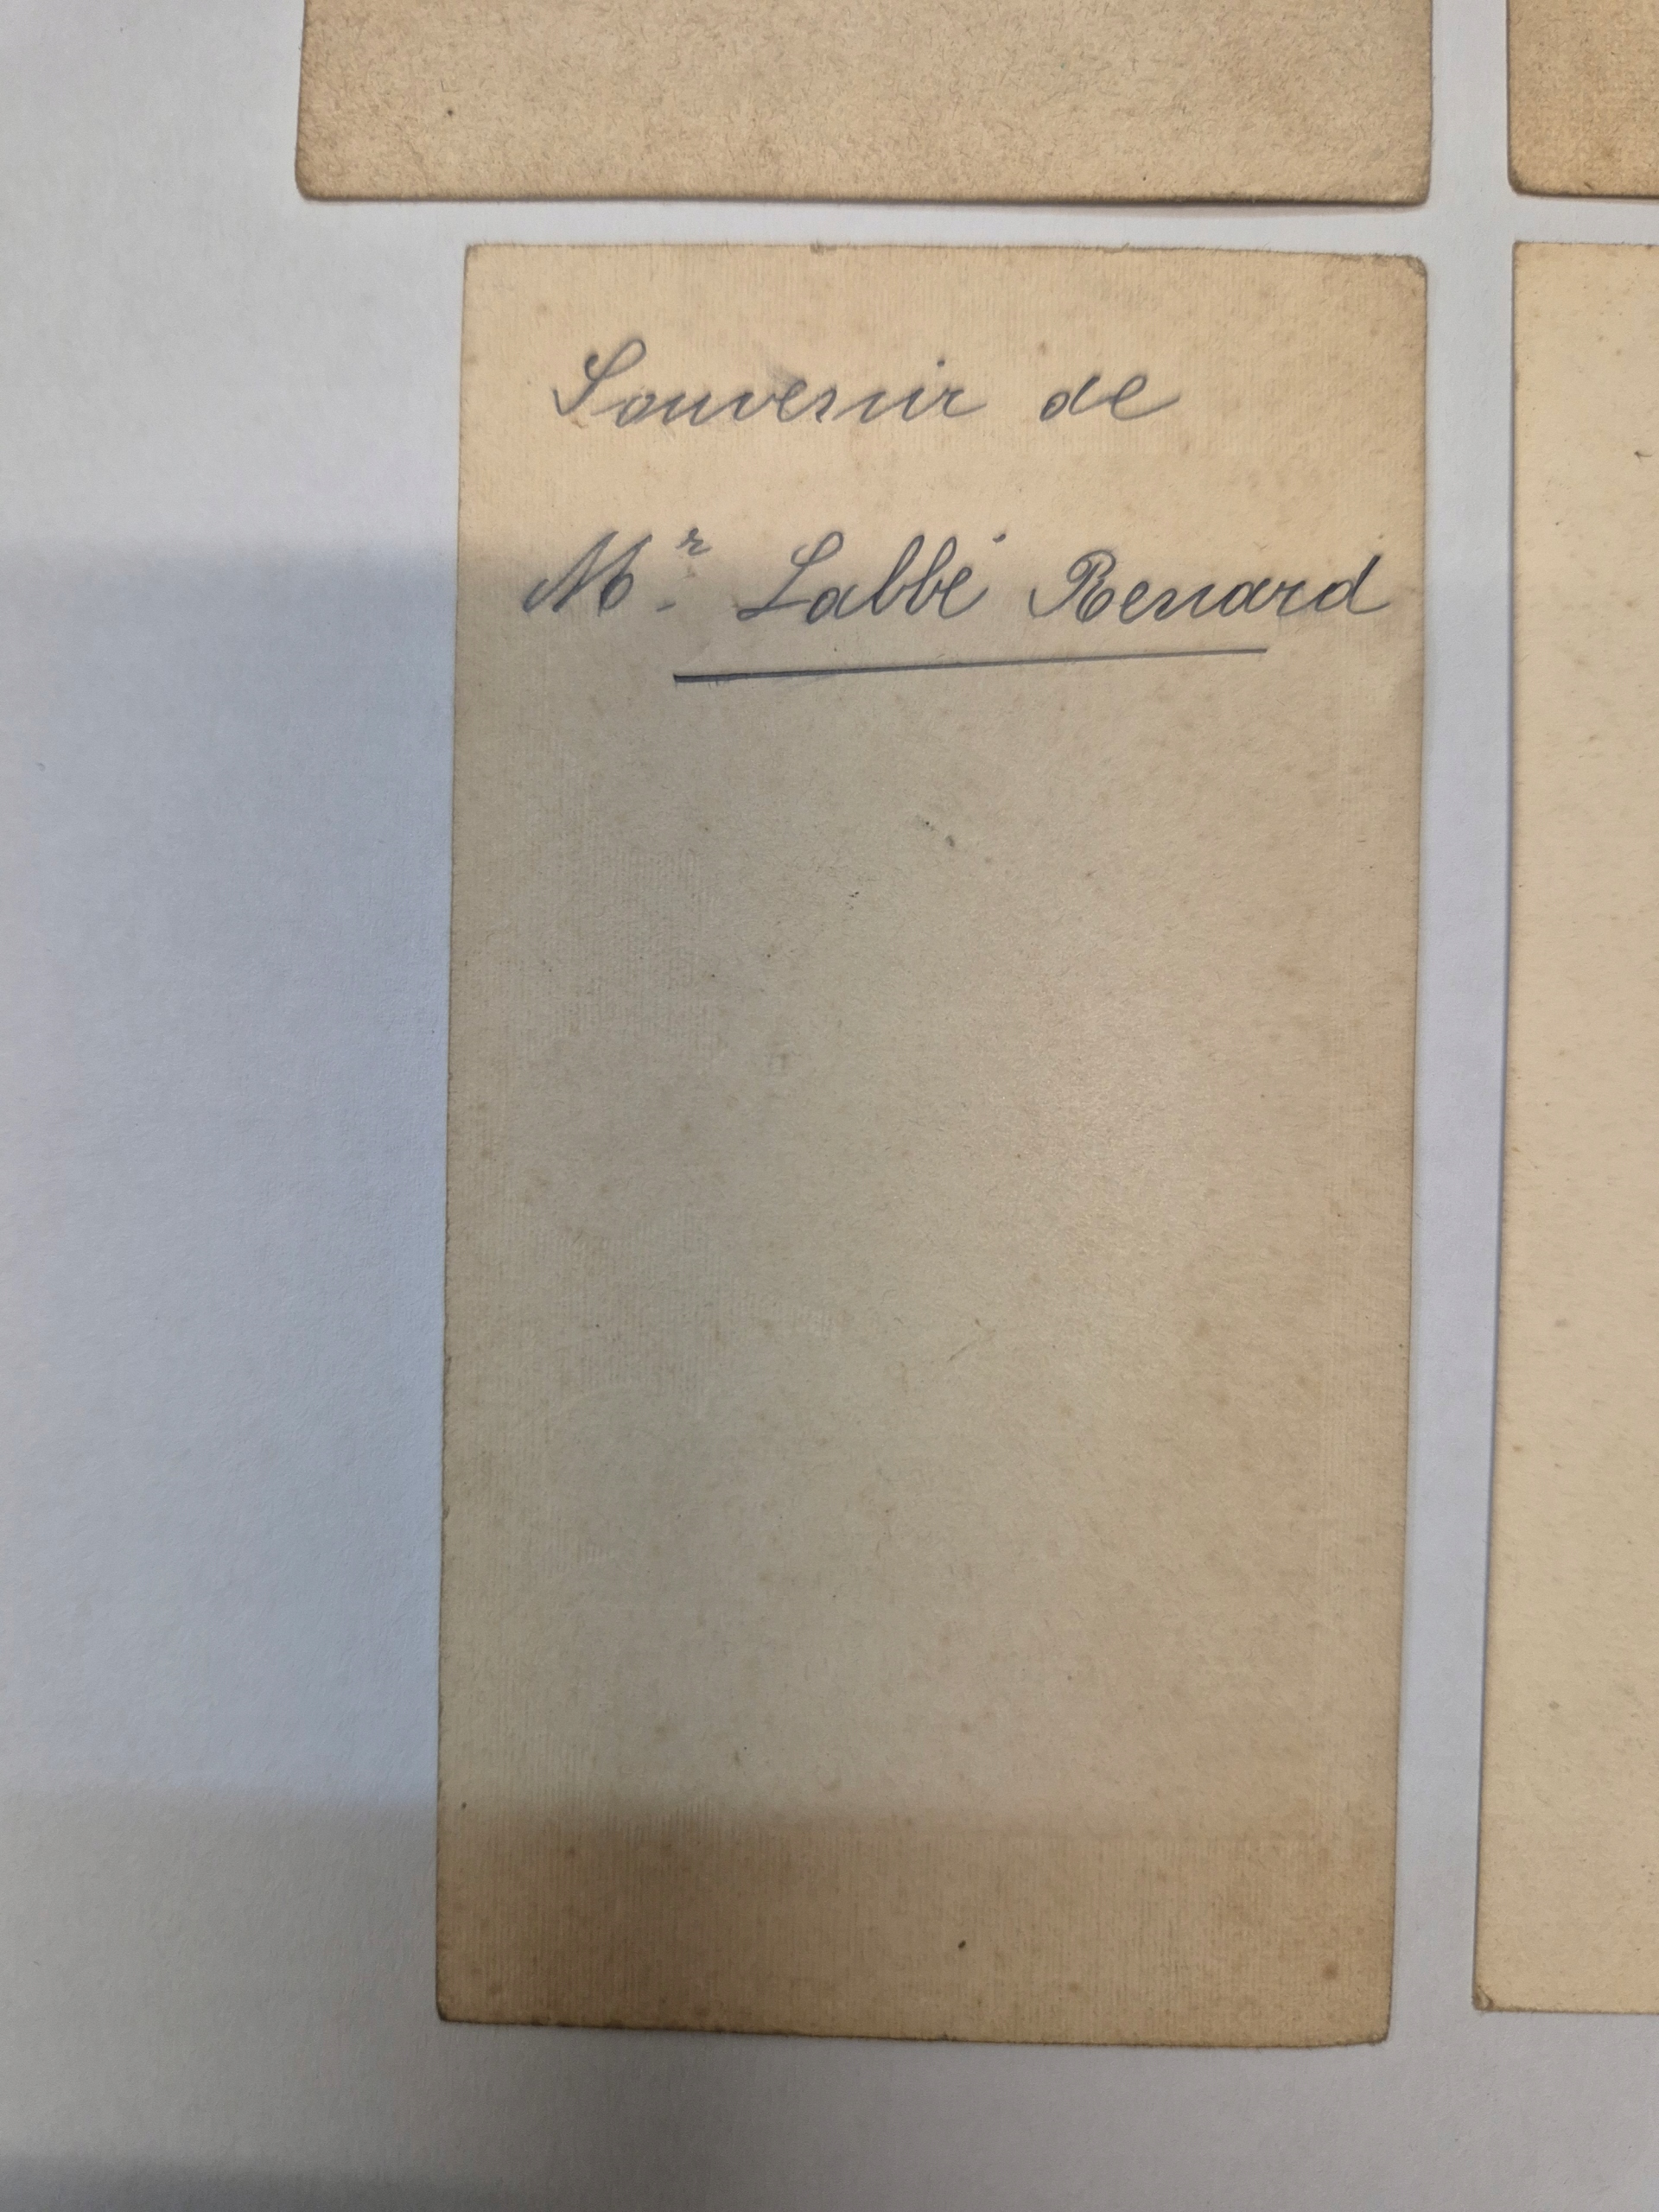 Souvenir de
Mr. Labbé Renard